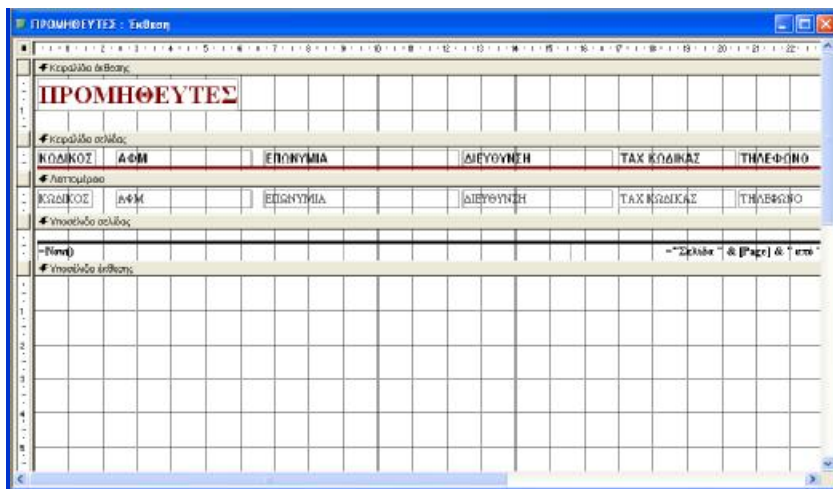 ΠΡΟΜΗΘΕΥΤΕΣ : Έκθεση
Κεφαλίδα έκθεσης
ΠΡΟΜΗΘΕΥΤΕΣ
Κεφαλίδα σελίδας
ΚΩΔΙΚΟΣ ΑΦΜ ΕΠΩΝΥΜΙΑ ΔΙΕΥΘΥΝΣΗ ΤΑΧ ΚΩΔΙΚΑΣ ΤΗΛΕΦΩΝΟ
Λεπτομέρεια
ΚΩΔΙΚΟΣ ΑΦΜ ΕΠΩΝΥΜΙΑ ΔΙΕΥΘΥΝΣΗ ΤΑΧ ΚΩΔΙΚΑΣ ΤΗΛΕΦΩΝΟ
Υποσέλιδο σελίδας
=Now() ="Σελίδα " & [Page] & " από "
Υποσέλιδο έκθεσης